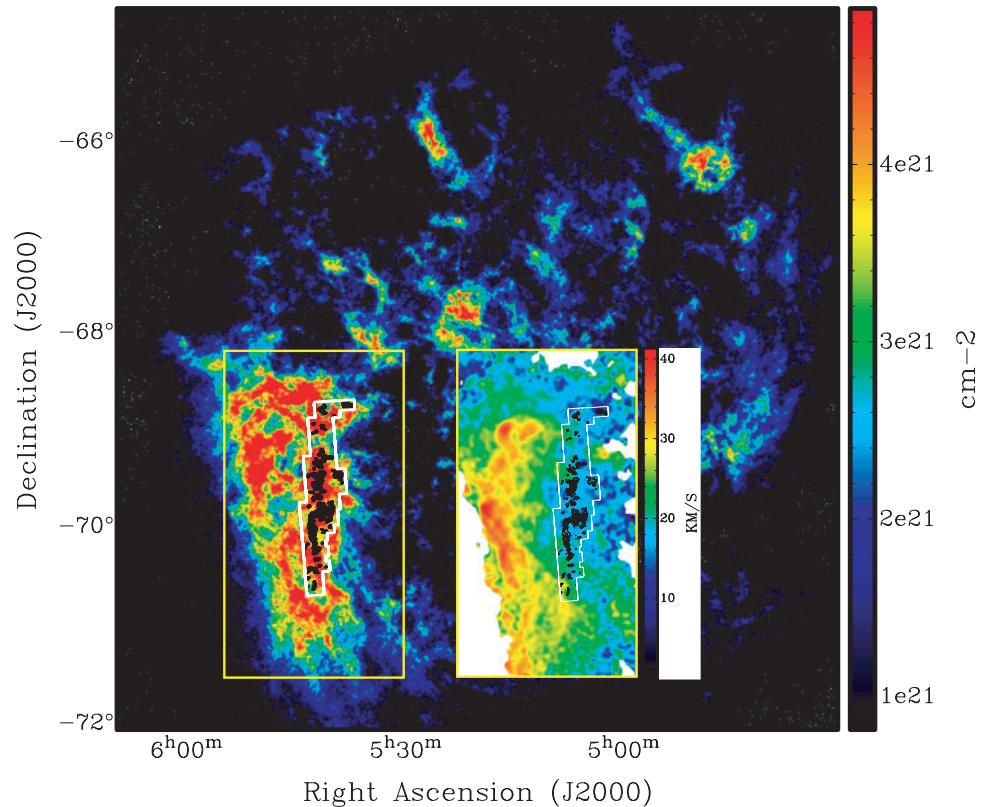 −66°
−68°
−70°
−72°
Declination (J2000)
6h00m
5h30m
5h00m
Right Ascension (J2000)
40
30
20
10
KM/S
4e21
3e21
2e21
1e21
cm−2